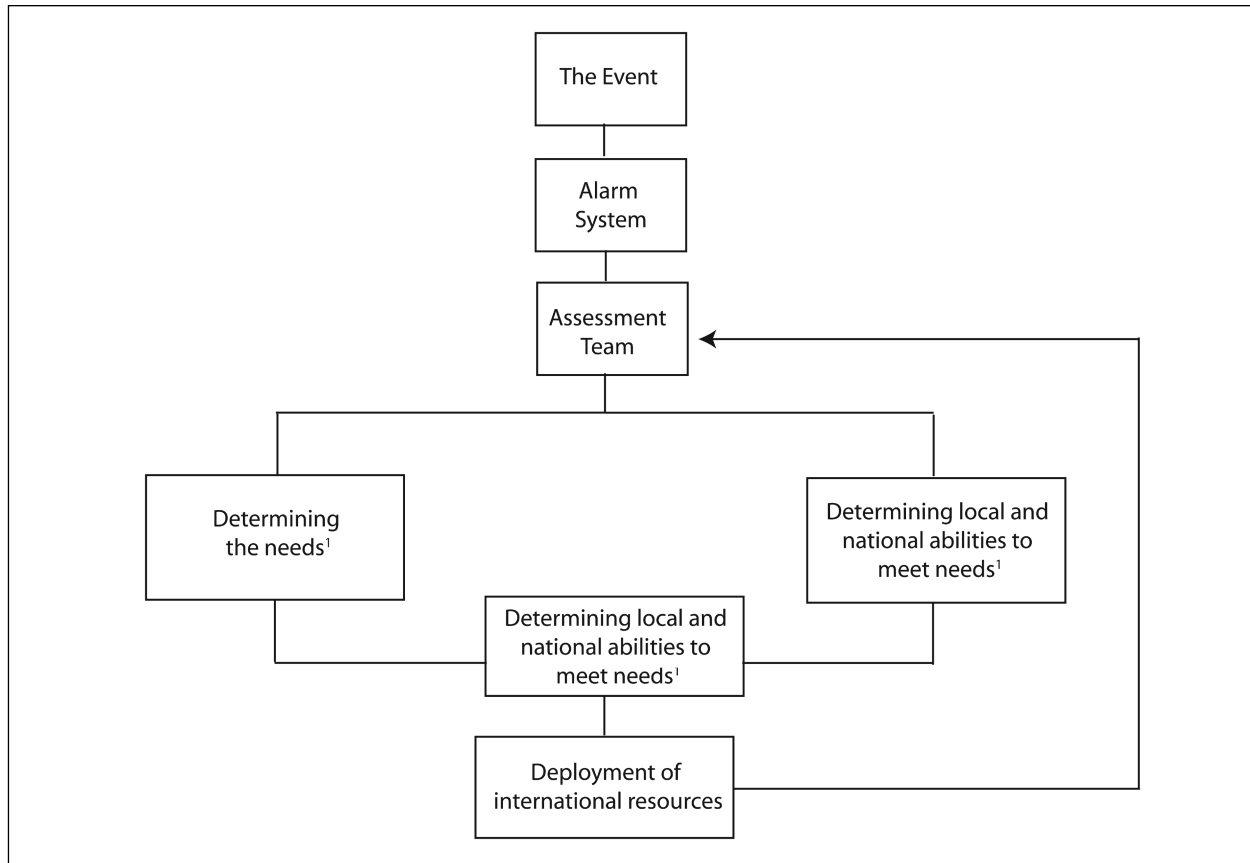 The Event
Alarm
System
Assessment
Team
Determining
the needs¹
Determining local and
national abilities to
meet needs¹
Determining local and
national abilities to
meet needs¹
Deployment of
international resources